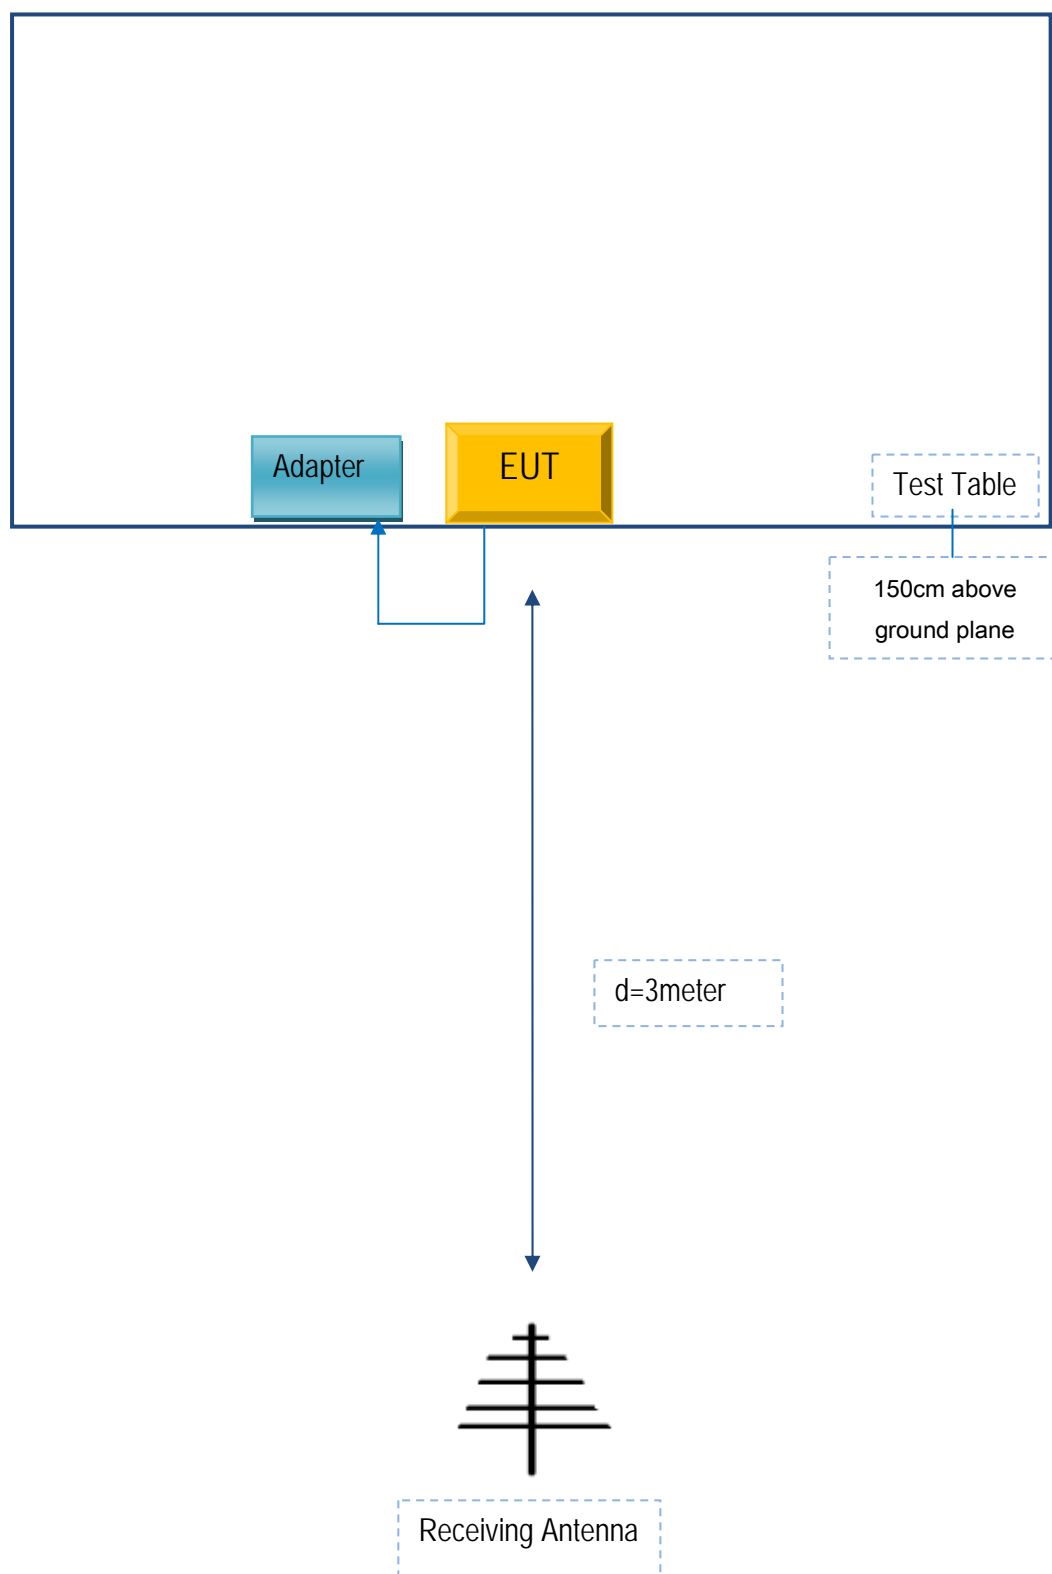 Adapter
EUT
Test Table
150cm above
ground plane
d=3meter
Receiving Antenna